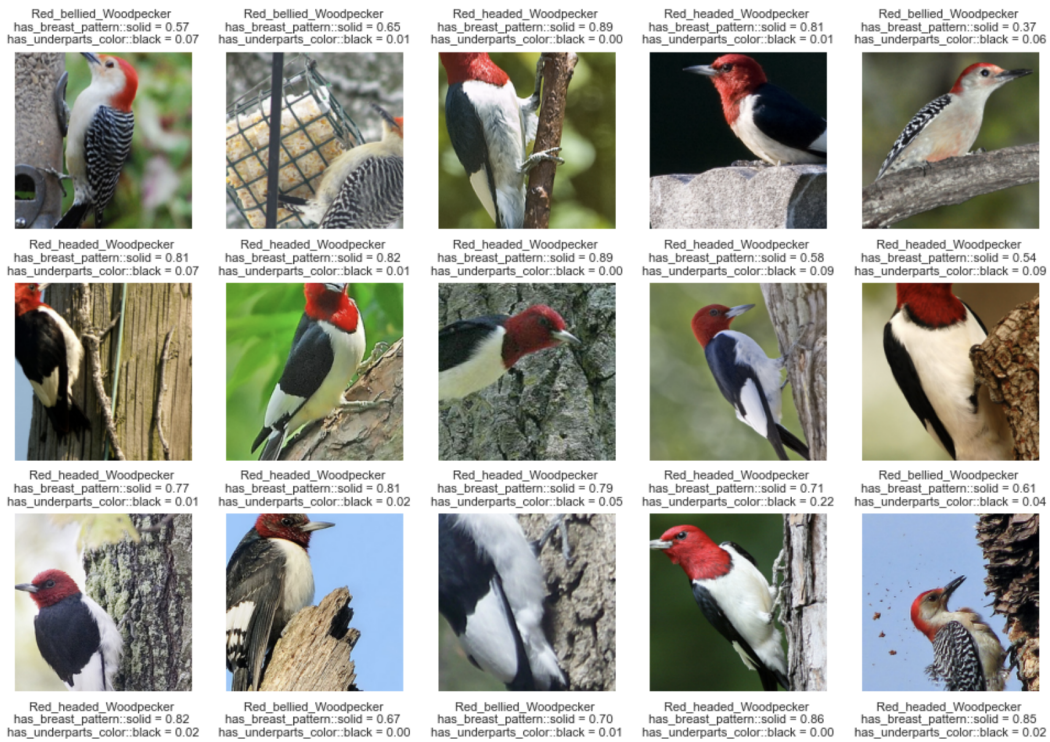 Red_bellied_Woodpecker
has_breast_pattern::solid = 0.57
has_underparts_color::black = 0.07
Red_bellied_Woodpecker
has_breast_pattern::solid = 0.65
has_underparts_color::black = 0.01
Red_headed_Woodpecker
has_breast_pattern::solid = 0.89
has_underparts_color::black = 0.00
Red_headed_Woodpecker
has_breast_pattern::solid = 0.81
has_underparts_color::black = 0.01
Red_bellied_Woodpecker
has_breast_pattern::solid = 0.37
has_underparts_color::black = 0.06
Red_headed_Woodpecker
has_breast_pattern::solid = 0.81
has_underparts_color::black = 0.07
Red_headed_Woodpecker
has_breast_pattern::solid = 0.82
has_underparts_color::black = 0.01
Red_headed_Woodpecker
has_breast_pattern::solid = 0.89
has_underparts_color::black = 0.00
Red_headed_Woodpecker
has_breast_pattern::solid = 0.58
has_underparts_color::black = 0.09
Red_headed_Woodpecker
has_breast_pattern::solid = 0.54
has_underparts_color::black = 0.09
Red_headed_Woodpecker
has_breast_pattern::solid = 0.77
has_underparts_color::black = 0.01
Red_headed_Woodpecker
has_breast_pattern::solid = 0.81
has_underparts_color::black = 0.02
Red_headed_Woodpecker
has_breast_pattern::solid = 0.79
has_underparts_color::black = 0.05
Red_headed_Woodpecker
has_breast_pattern::solid = 0.71
has_underparts_color::black = 0.22
Red_bellied_Woodpecker
has_breast_pattern::solid = 0.61
has_underparts_color::black = 0.04
Red_headed_Woodpecker
has_breast_pattern::solid = 0.82
has_underparts_color::black = 0.02
Red_bellied_Woodpecker
has_breast_pattern::solid = 0.67
has_underparts_color::black = 0.00
Red_bellied_Woodpecker
has_breast_pattern::solid = 0.70
has_underparts_color::black = 0.01
Red_headed_Woodpecker
has_breast_pattern::solid = 0.86
has_underparts_color::black = 0.00
Red_headed_Woodpecker
has_breast_pattern::solid = 0.85
has_underparts_color::black = 0.02